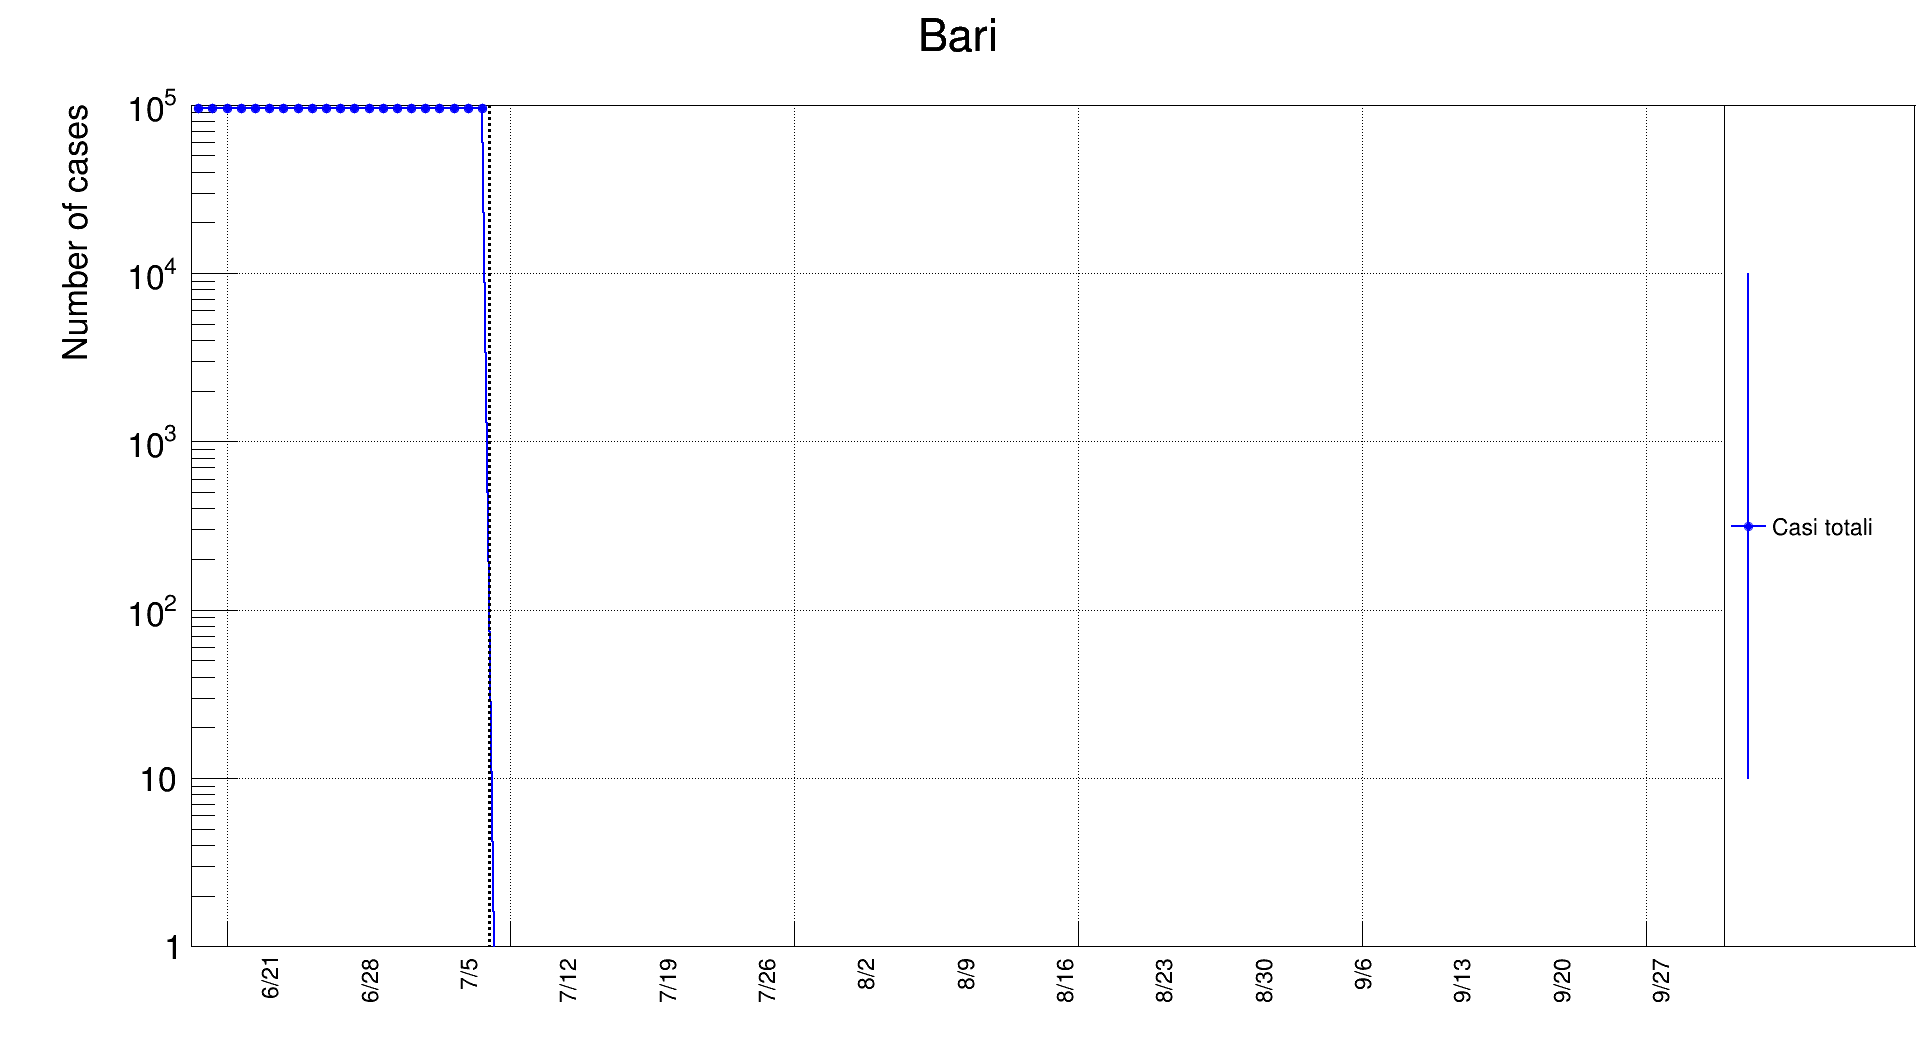 Bari
Number of cases
10^5
10^4
10^3
10^2
10
1
6/21 6/28 7/5 7/12 7/19 7/26 8/2 8/9 8/16 8/23 8/30 9/6 9/13 9/20 9/27
Casi totali